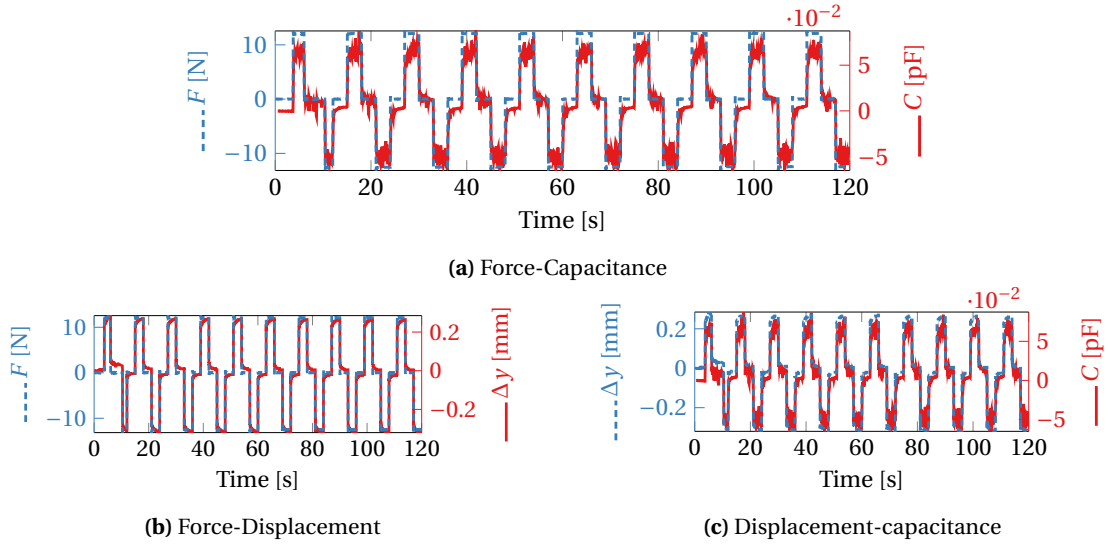 ·10⁻²
F [N]
10
0
−10
5
0
−5
C [pF]
0 20 40 60 80 100 120
Time [s]
(a) Force-Capacitance
F [N]
10
0
−10
0.2
0
−0.2
Δy [mm]
0 20 40 60 80 100 120
Time [s]
(b) Force-Displacement
·10⁻²
Δy [mm]
0.2
0
−0.2
5
0
−5
C [pF]
0 20 40 60 80 100 120
Time [s]
(c) Displacement-capacitance